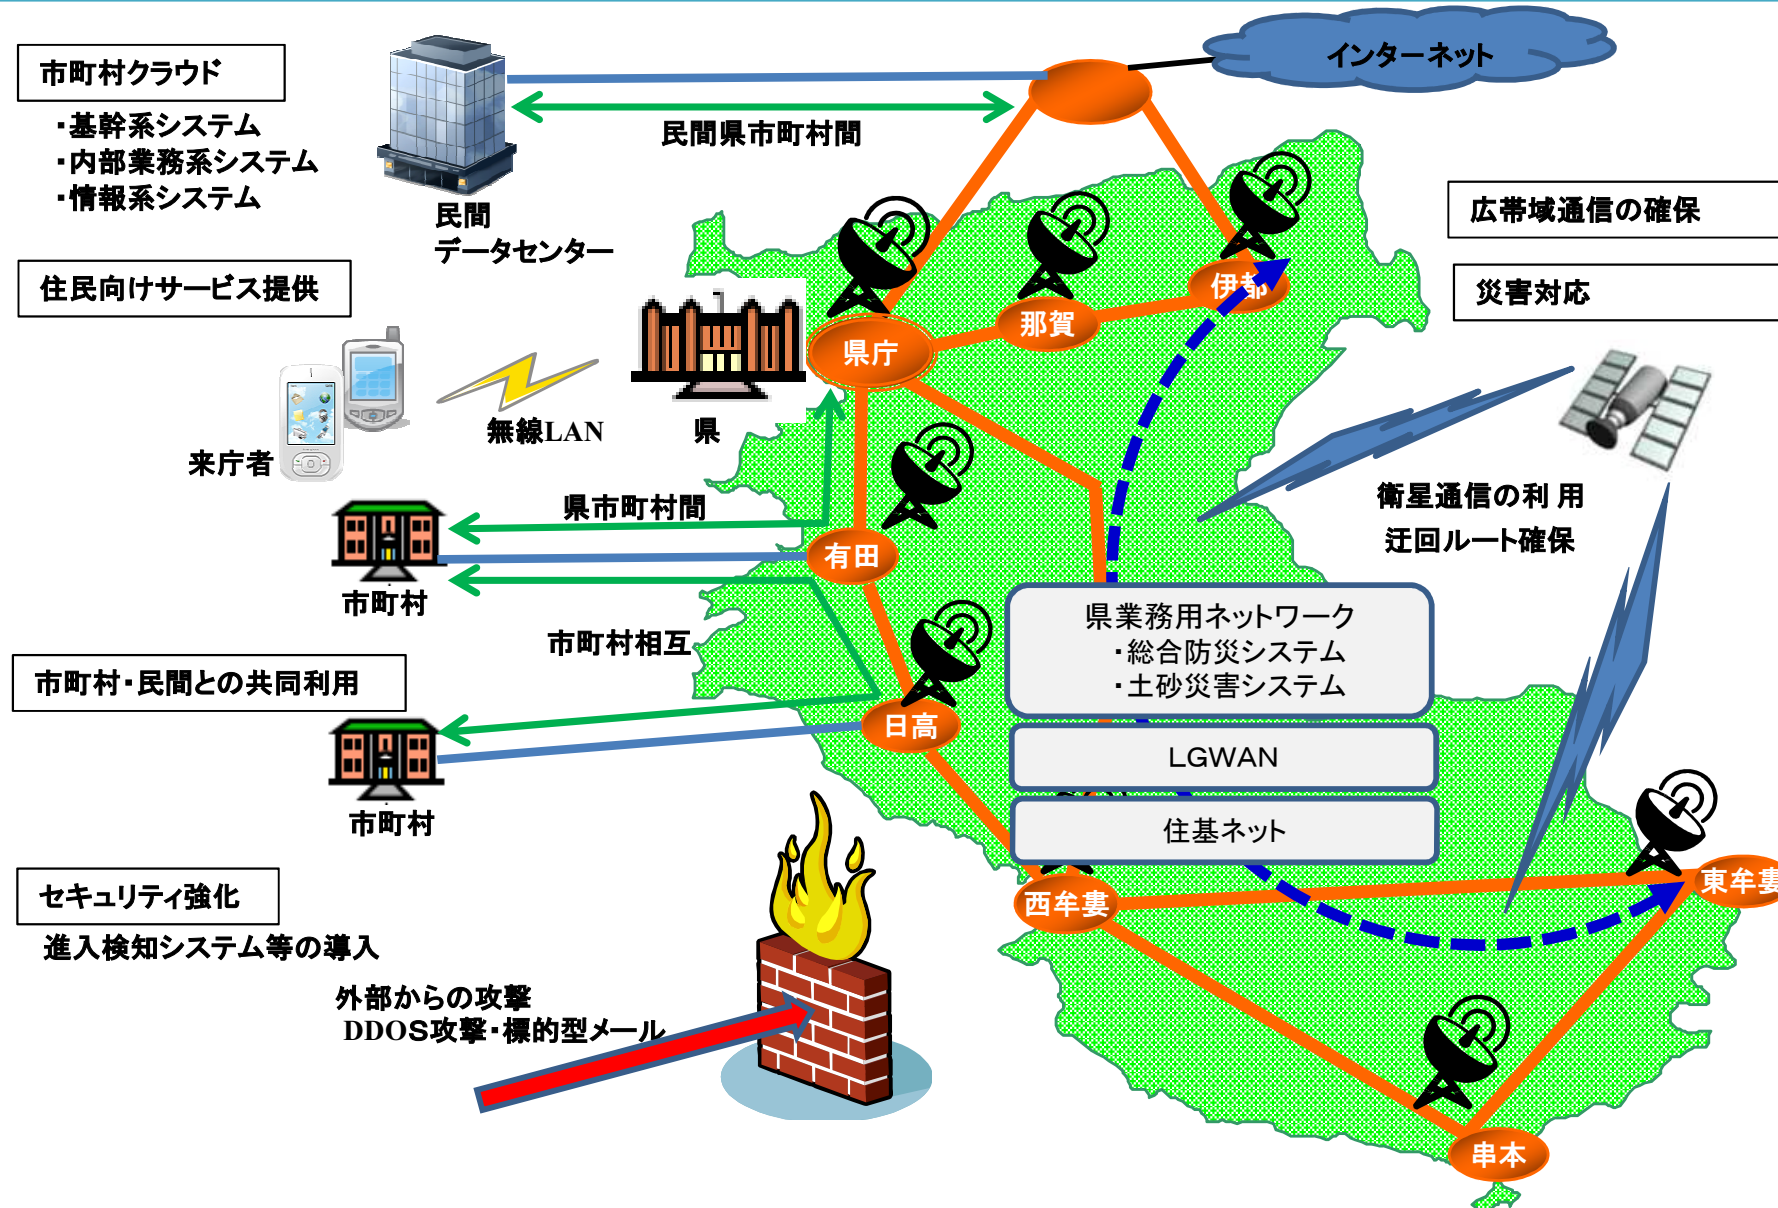 市町村クラウド
・基幹系システム
・内部業務系システム
・情報系システム
民間
データセンター
民間県市町村間
インターネット
広帯域通信の確保
災害対応
住民向けサービス提供
来庁者
無線LAN
県
県庁
那賀
伊都
衛星通信の利 用
迂回ルート確保
県市町村間
有田
市町村
市町村相互
県業務用ネットワーク
・総合防災システム
・土砂災害システム
LGWAN
住基ネット
市町村・民間との共同利用
日高
市町村
西牟婁
東牟婁
串本
セキュリティ強化
進入検知システム等の導入
外部からの攻撃
DDOS攻撃・標的型メール